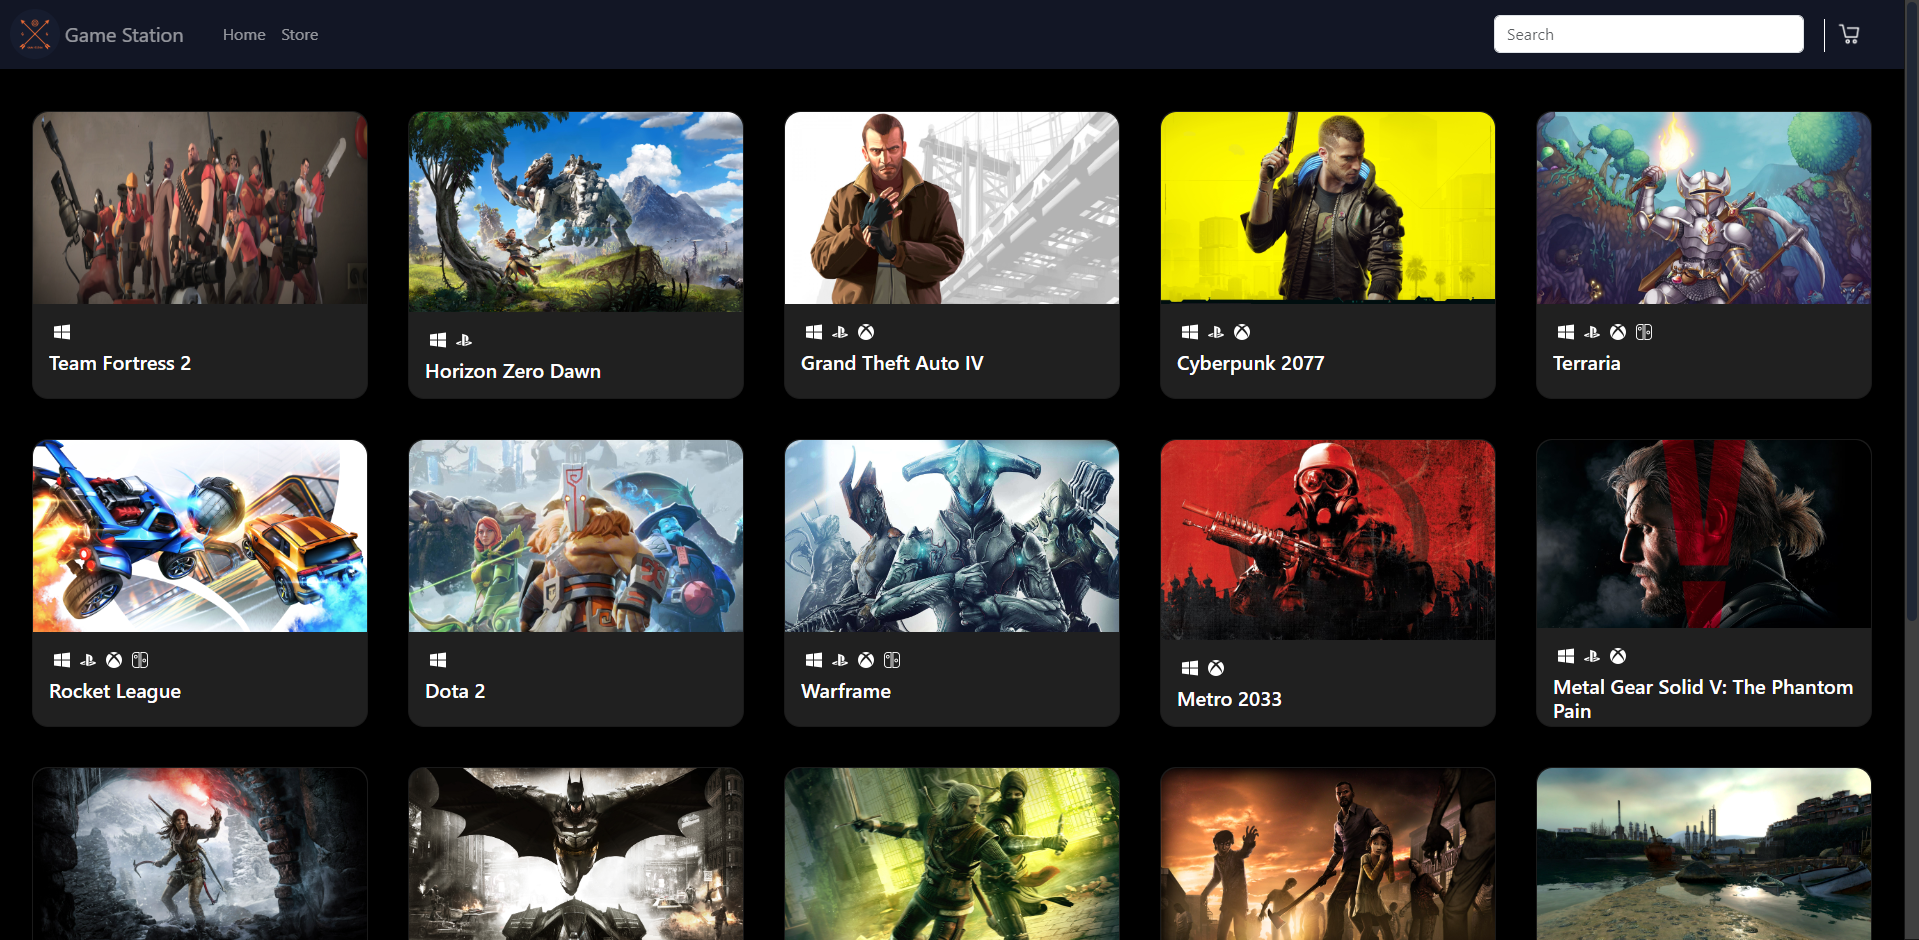 Game Station
Home
Store
Search
Team Fortress 2
Horizon Zero Dawn
Grand Theft Auto IV
Cyberpunk 2077
Terraria
Rocket League
Dota 2
Warframe
Metro 2033
Metal Gear Solid V: The Phantom
Pain